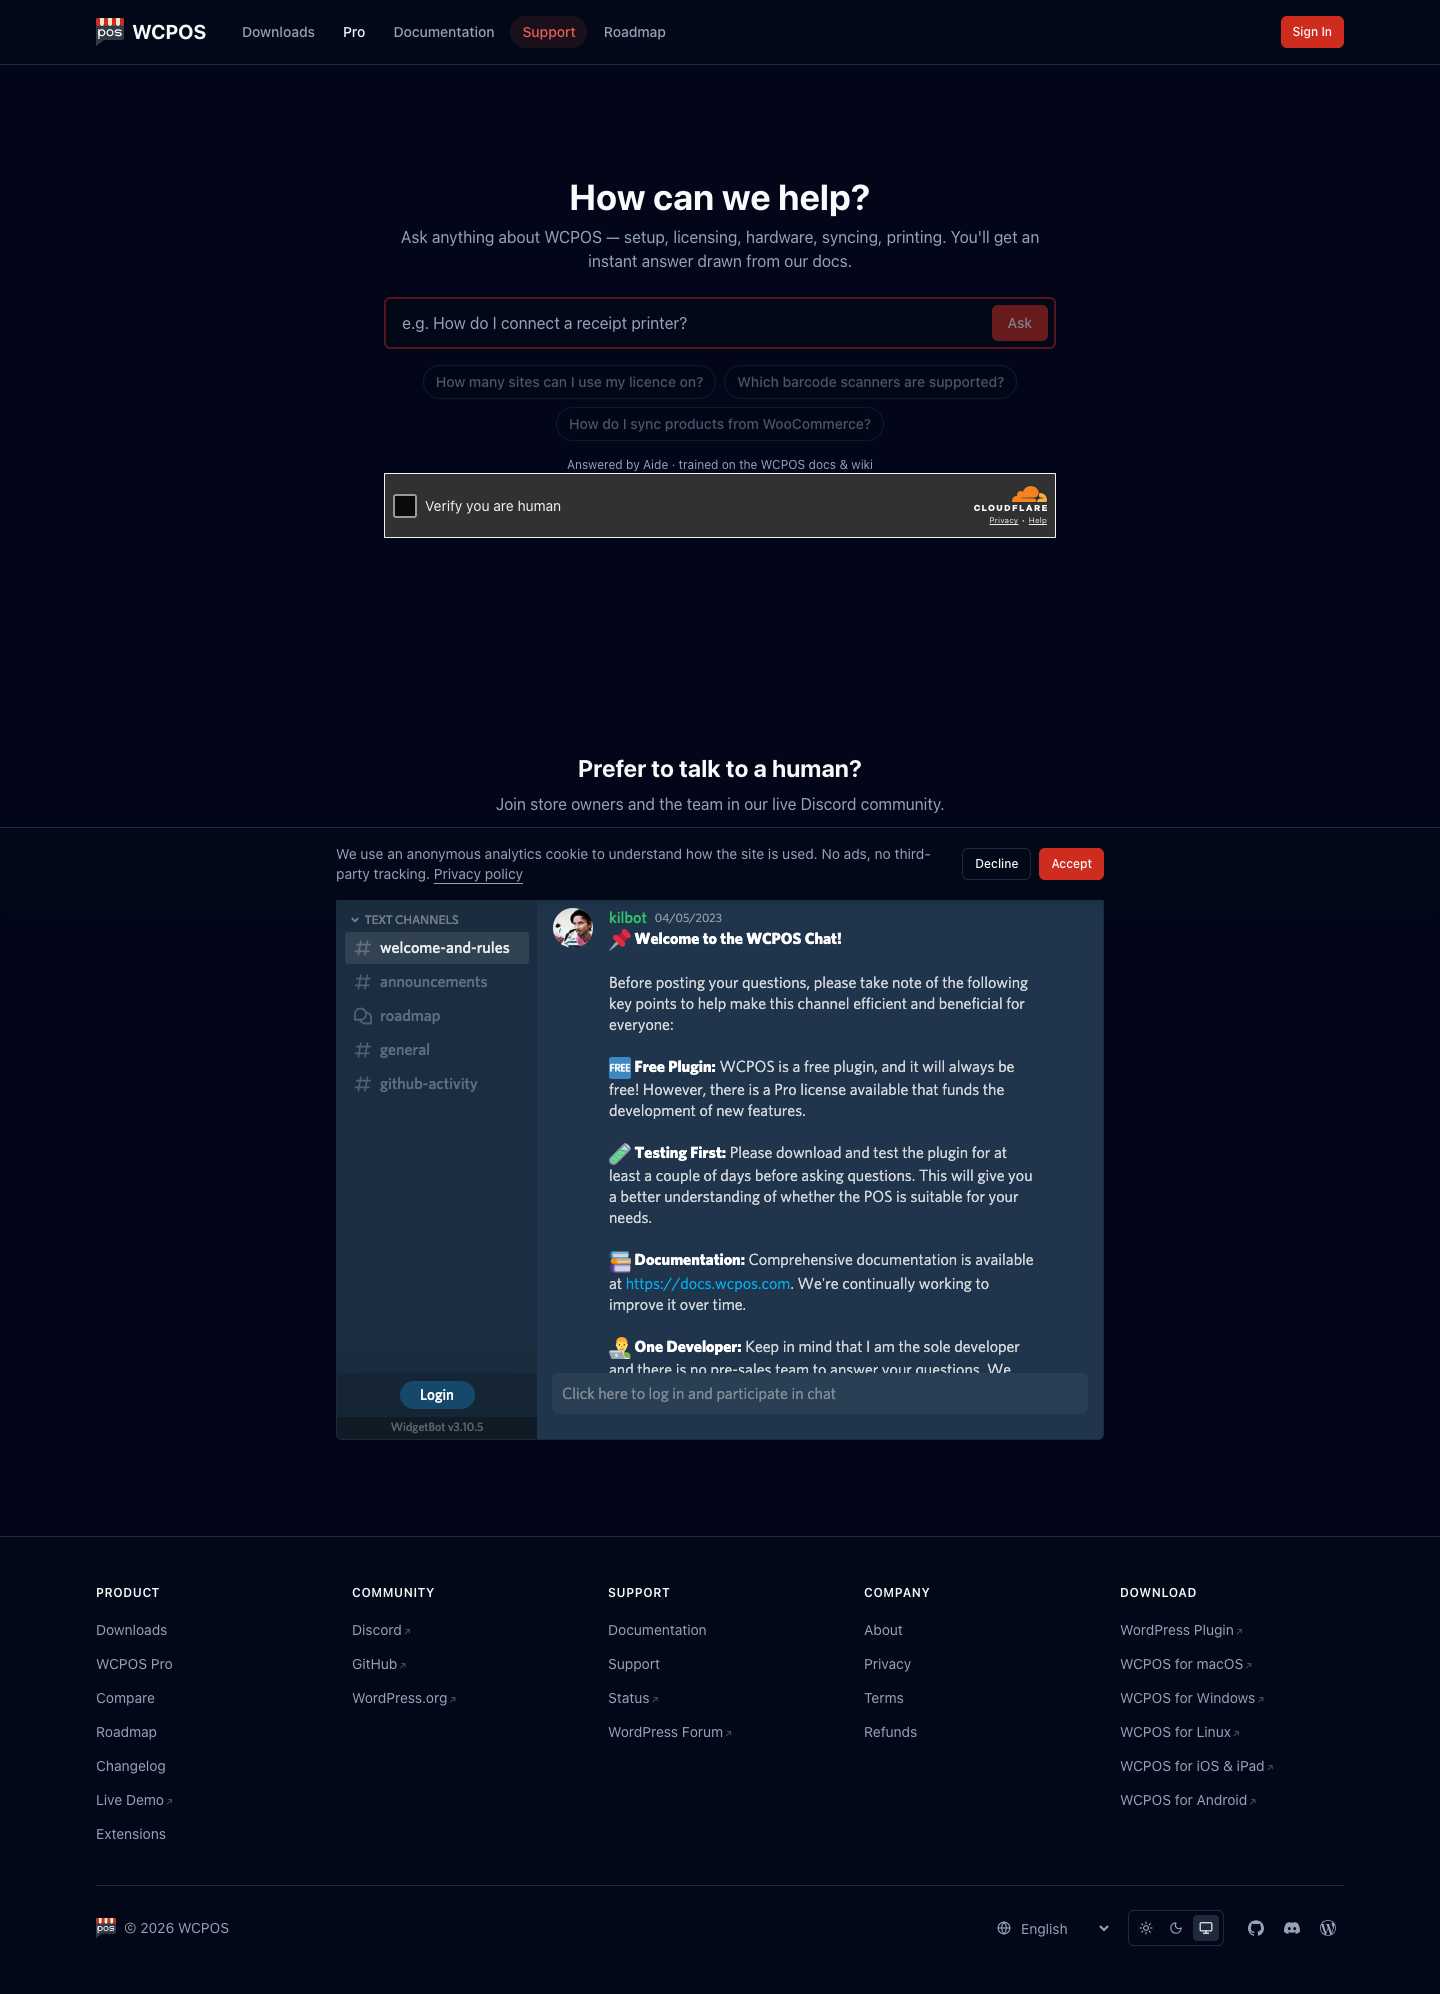 pos WCPOS Downloads Pro Documentation Support Roadmap Sign In
How can we help?
Ask anything about WCPOS — setup, licensing, hardware, syncing, printing. You'll get an
instant answer drawn from our docs.
e.g. How do I connect a receipt printer? Ask
How many sites can I use my licence on? Which barcode scanners are supported?
How do I sync products from WooCommerce?
Answered by Aide · trained on the WCPOS docs & wiki
Verify you are human
CLOUDFLARE
Privacy · Help
Prefer to talk to a human?
Join store owners and the team in our live Discord community.
We use an anonymous analytics cookie to understand how the site is used. No ads, no third-
party tracking. Privacy policy
Decline Accept
TEXT CHANNELS
welcome-and-rules
announcements
roadmap
general
github-activity
Login
WidgetBot v3.10.5
kilbot 04/05/2023
📌 Welcome to the WCPOS Chat!
Before posting your questions, please take note of the following
key points to help make this channel efficient and beneficial for
everyone:
🆓 Free Plugin: WCPOS is a free plugin, and it will always be
free! However, there is a Pro license available that funds the
development of new features.
🧪 Testing First: Please download and test the plugin for at
least a couple of days before asking questions. This will give you
a better understanding of whether the POS is suitable for your
needs.
📚 Documentation: Comprehensive documentation is available
at https://docs.wcpos.com. We're continually working to
improve it over time.
👨‍💻 One Developer: Keep in mind that I am the sole developer
and there is no pre-sales team to answer your questions. We
Click here to log in and participate in chat
PRODUCT
Downloads
WCPOS Pro
Compare
Roadmap
Changelog
Live Demo ↗
Extensions
COMMUNITY
Discord ↗
GitHub ↗
WordPress.org ↗
SUPPORT
Documentation
Support
Status ↗
WordPress Forum ↗
COMPANY
About
Privacy
Terms
Refunds
DOWNLOAD
WordPress Plugin ↗
WCPOS for macOS ↗
WCPOS for Windows ↗
WCPOS for Linux ↗
WCPOS for iOS & iPad ↗
WCPOS for Android ↗
pos © 2026 WCPOS
English